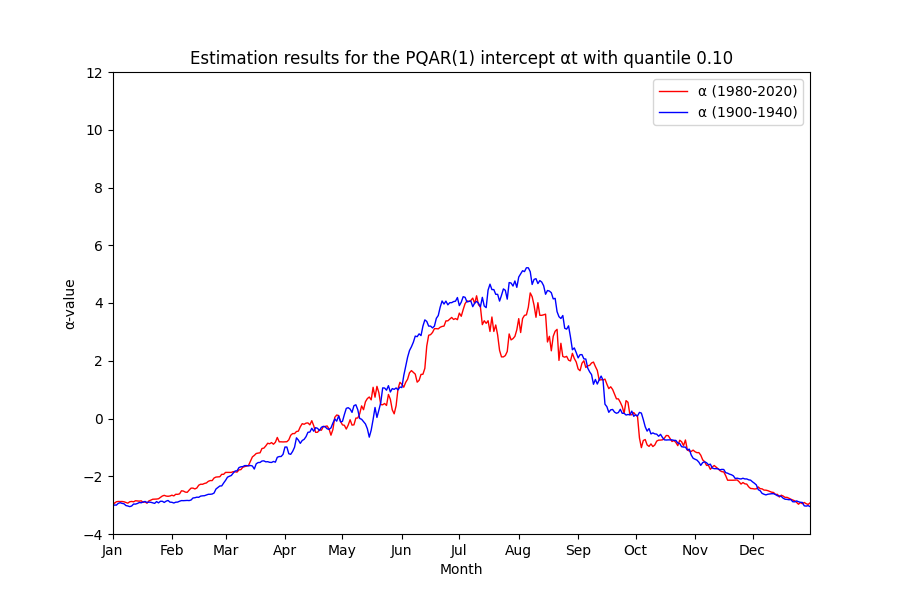 Estimation results for the PQAR(1) intercept αt with quantile 0.10
α (1980-2020)
α (1900-1940)
α-value
12
10
8
6
4
2
0
−2
−4
Jan Feb Mar Apr May Jun Jul Aug Sep Oct Nov Dec
Month